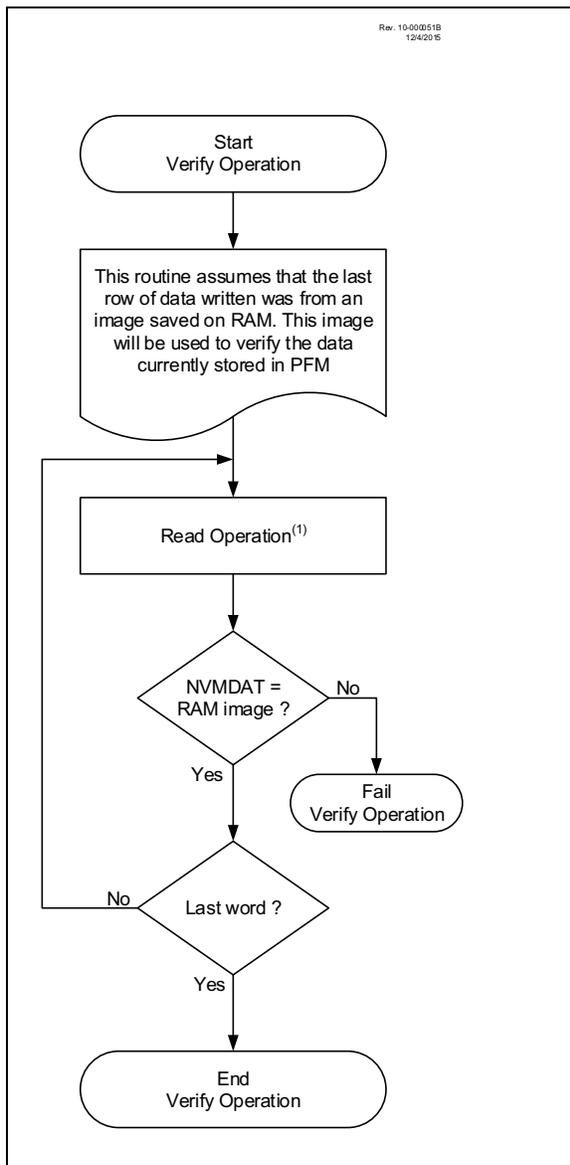 Rev. 10-000051B
12/4/2015
Start
Verify Operation
This routine assumes that the last
row of data written was from an
image saved on RAM. This image
will be used to verify the data
currently stored in PFM
Read Operation(1)
NVMDAT =
RAM image ?
No
Yes
Fail
Verify Operation
Last word ?
No
Yes
End
Verify Operation